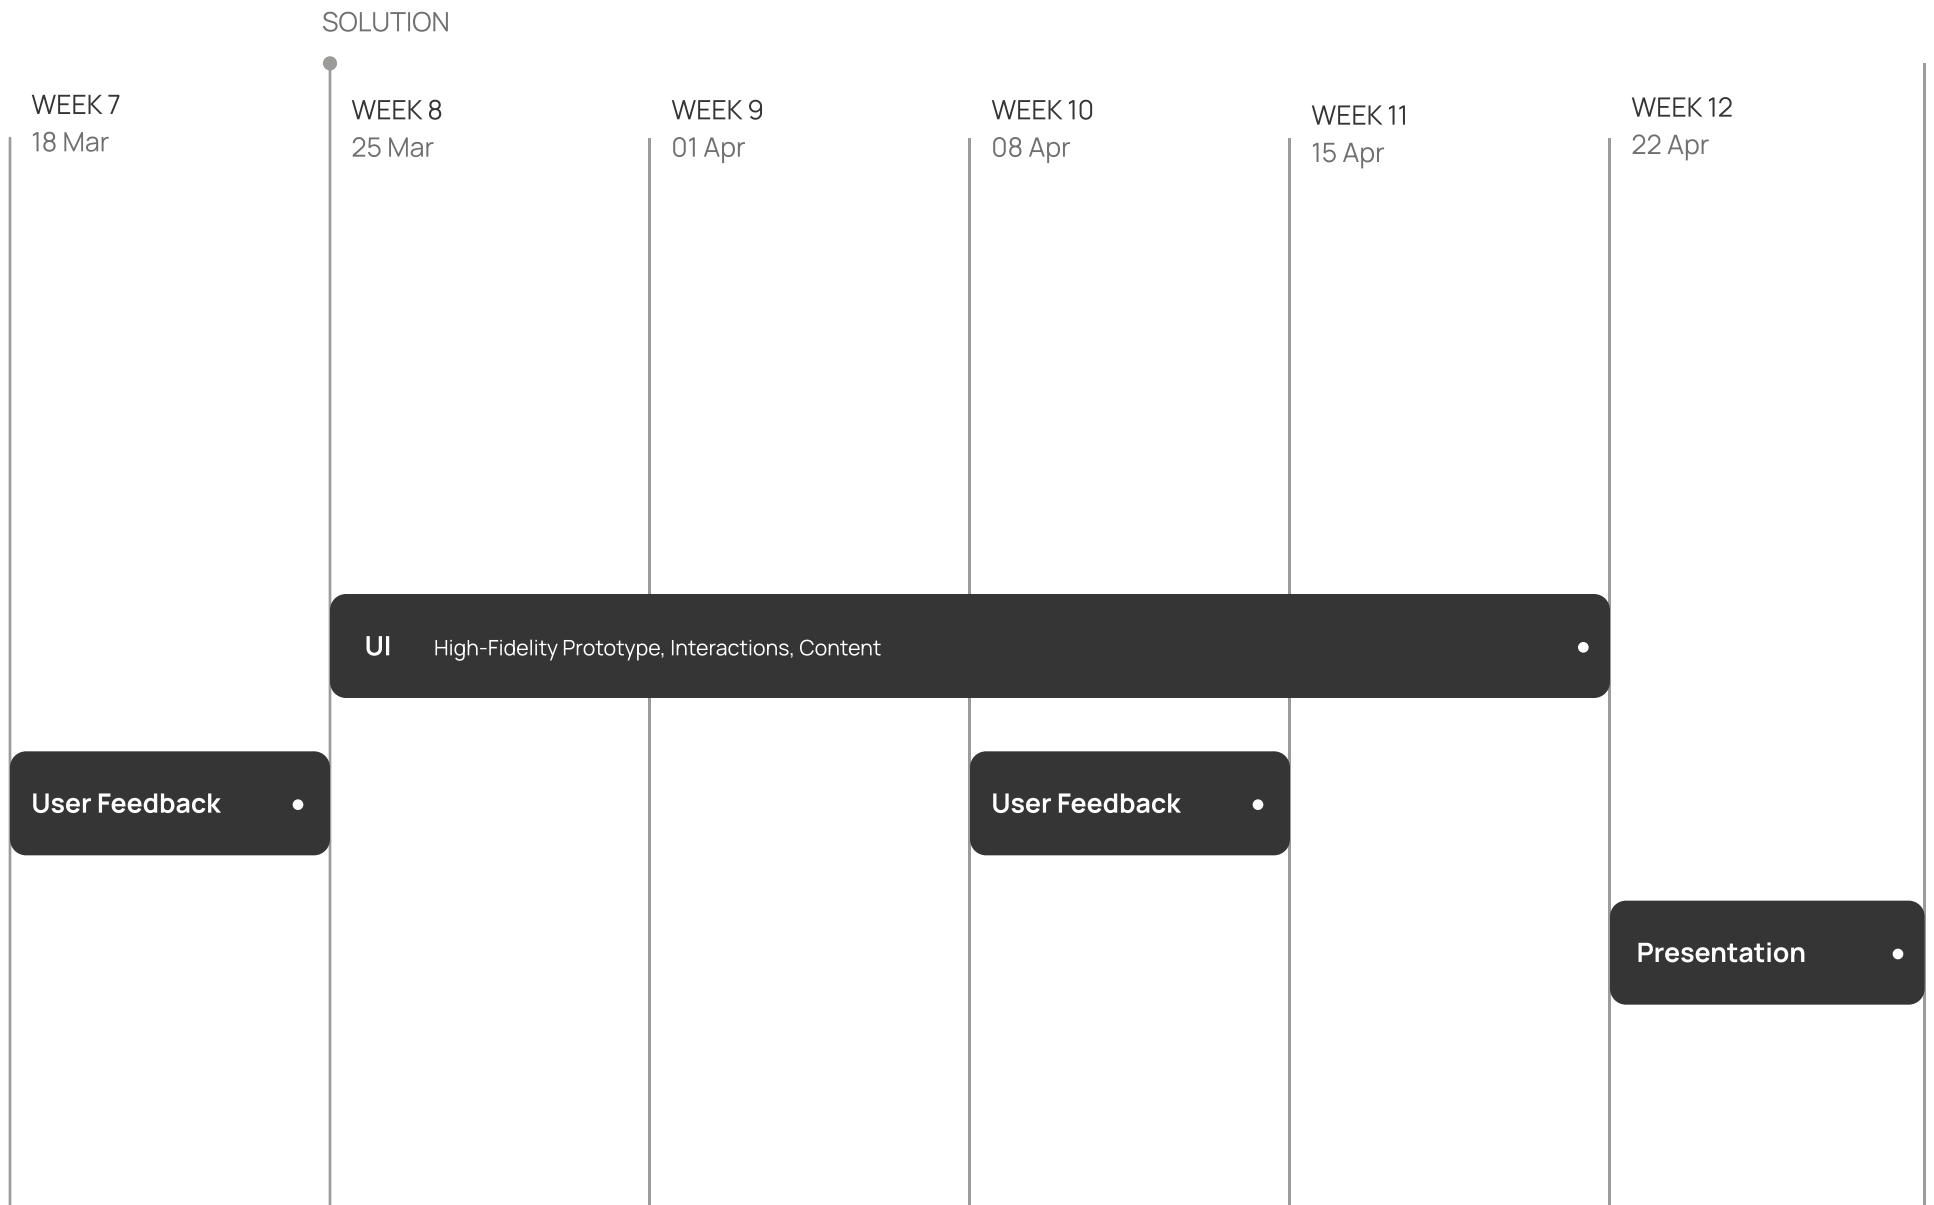 SOLUTION
WEEK 7
18 Mar
WEEK 8
25 Mar
WEEK 9
01 Apr
WEEK 10
08 Apr
WEEK 11
15 Apr
WEEK 12
22 Apr
UI High-Fidelity Prototype, Interactions, Content
User Feedback
User Feedback
Presentation